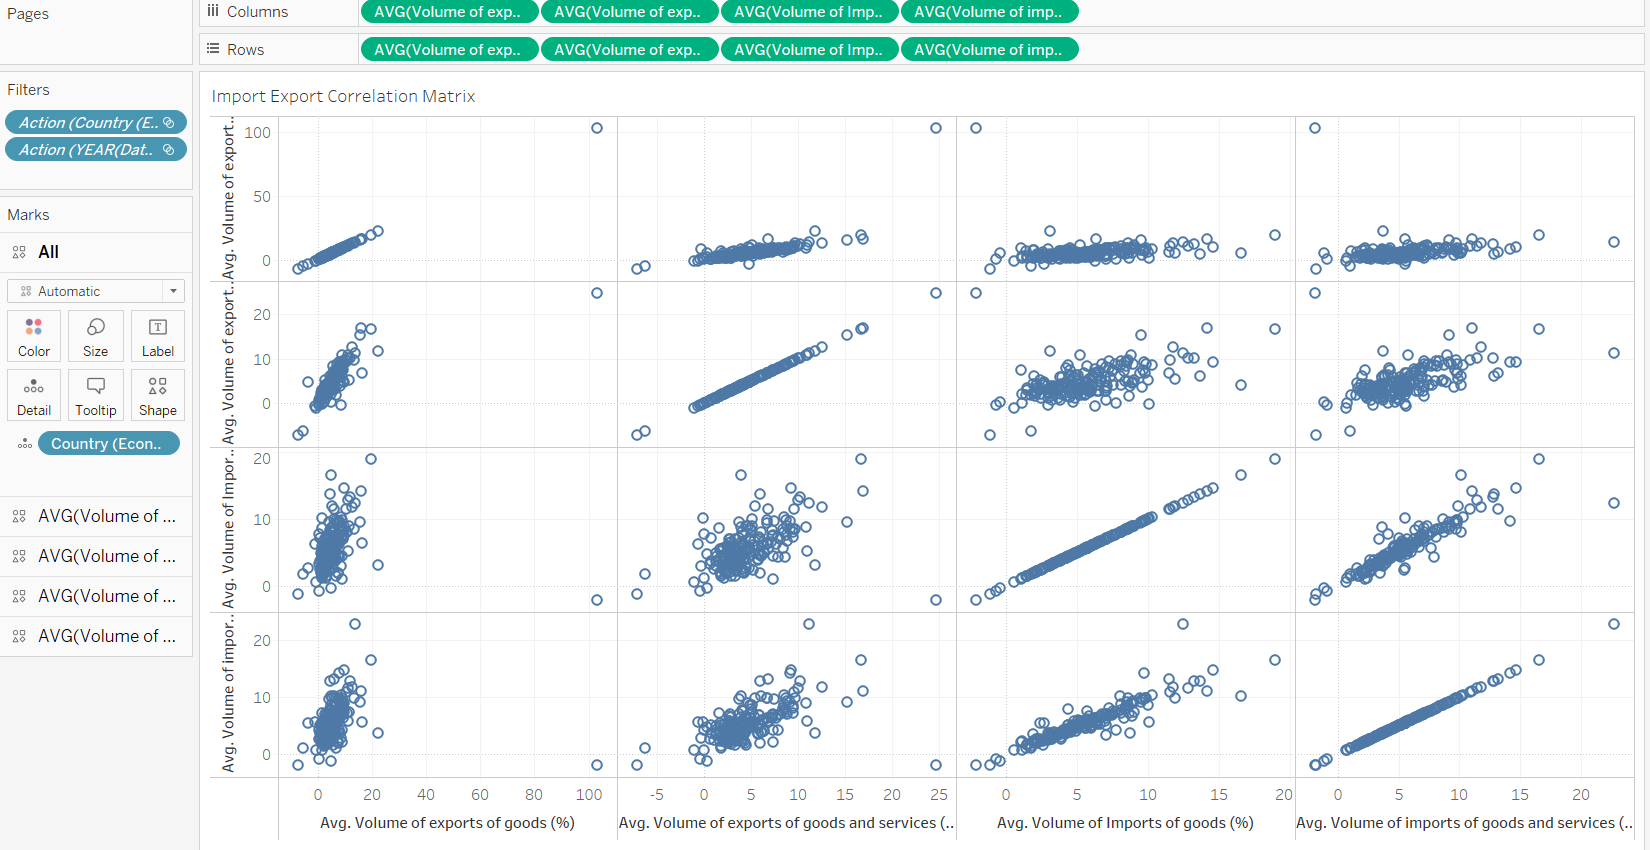 Pages
Columns
AVG(Volume of exp..
AVG(Volume of exp..
AVG(Volume of Imp..
AVG(Volume of imp..
Rows
AVG(Volume of exp..
AVG(Volume of exp..
AVG(Volume of Imp..
AVG(Volume of imp..
Filters
Action (Country (E..
Action (YEAR(Dat..
Marks
All
Automatic
Color
Size
Label
Detail
Tooltip
Shape
Country (Econ..
AVG(Volume of ...
AVG(Volume of ...
AVG(Volume of ...
AVG(Volume of ...
Import Export Correlation Matrix
Avg. Volume of export..
100
50
0
Avg. Volume of export..
20
10
0
Avg. Volume of Impor..
20
10
0
Avg. Volume of impor..
20
10
0
0 20 40 60 80 100
-5 0 5 10 15 20 25
0 5 10 15 20
0 5 10 15 20
Avg. Volume of exports of goods (%)
Avg. Volume of exports of goods and services (..
Avg. Volume of Imports of goods (%)
Avg. Volume of imports of goods and services (..